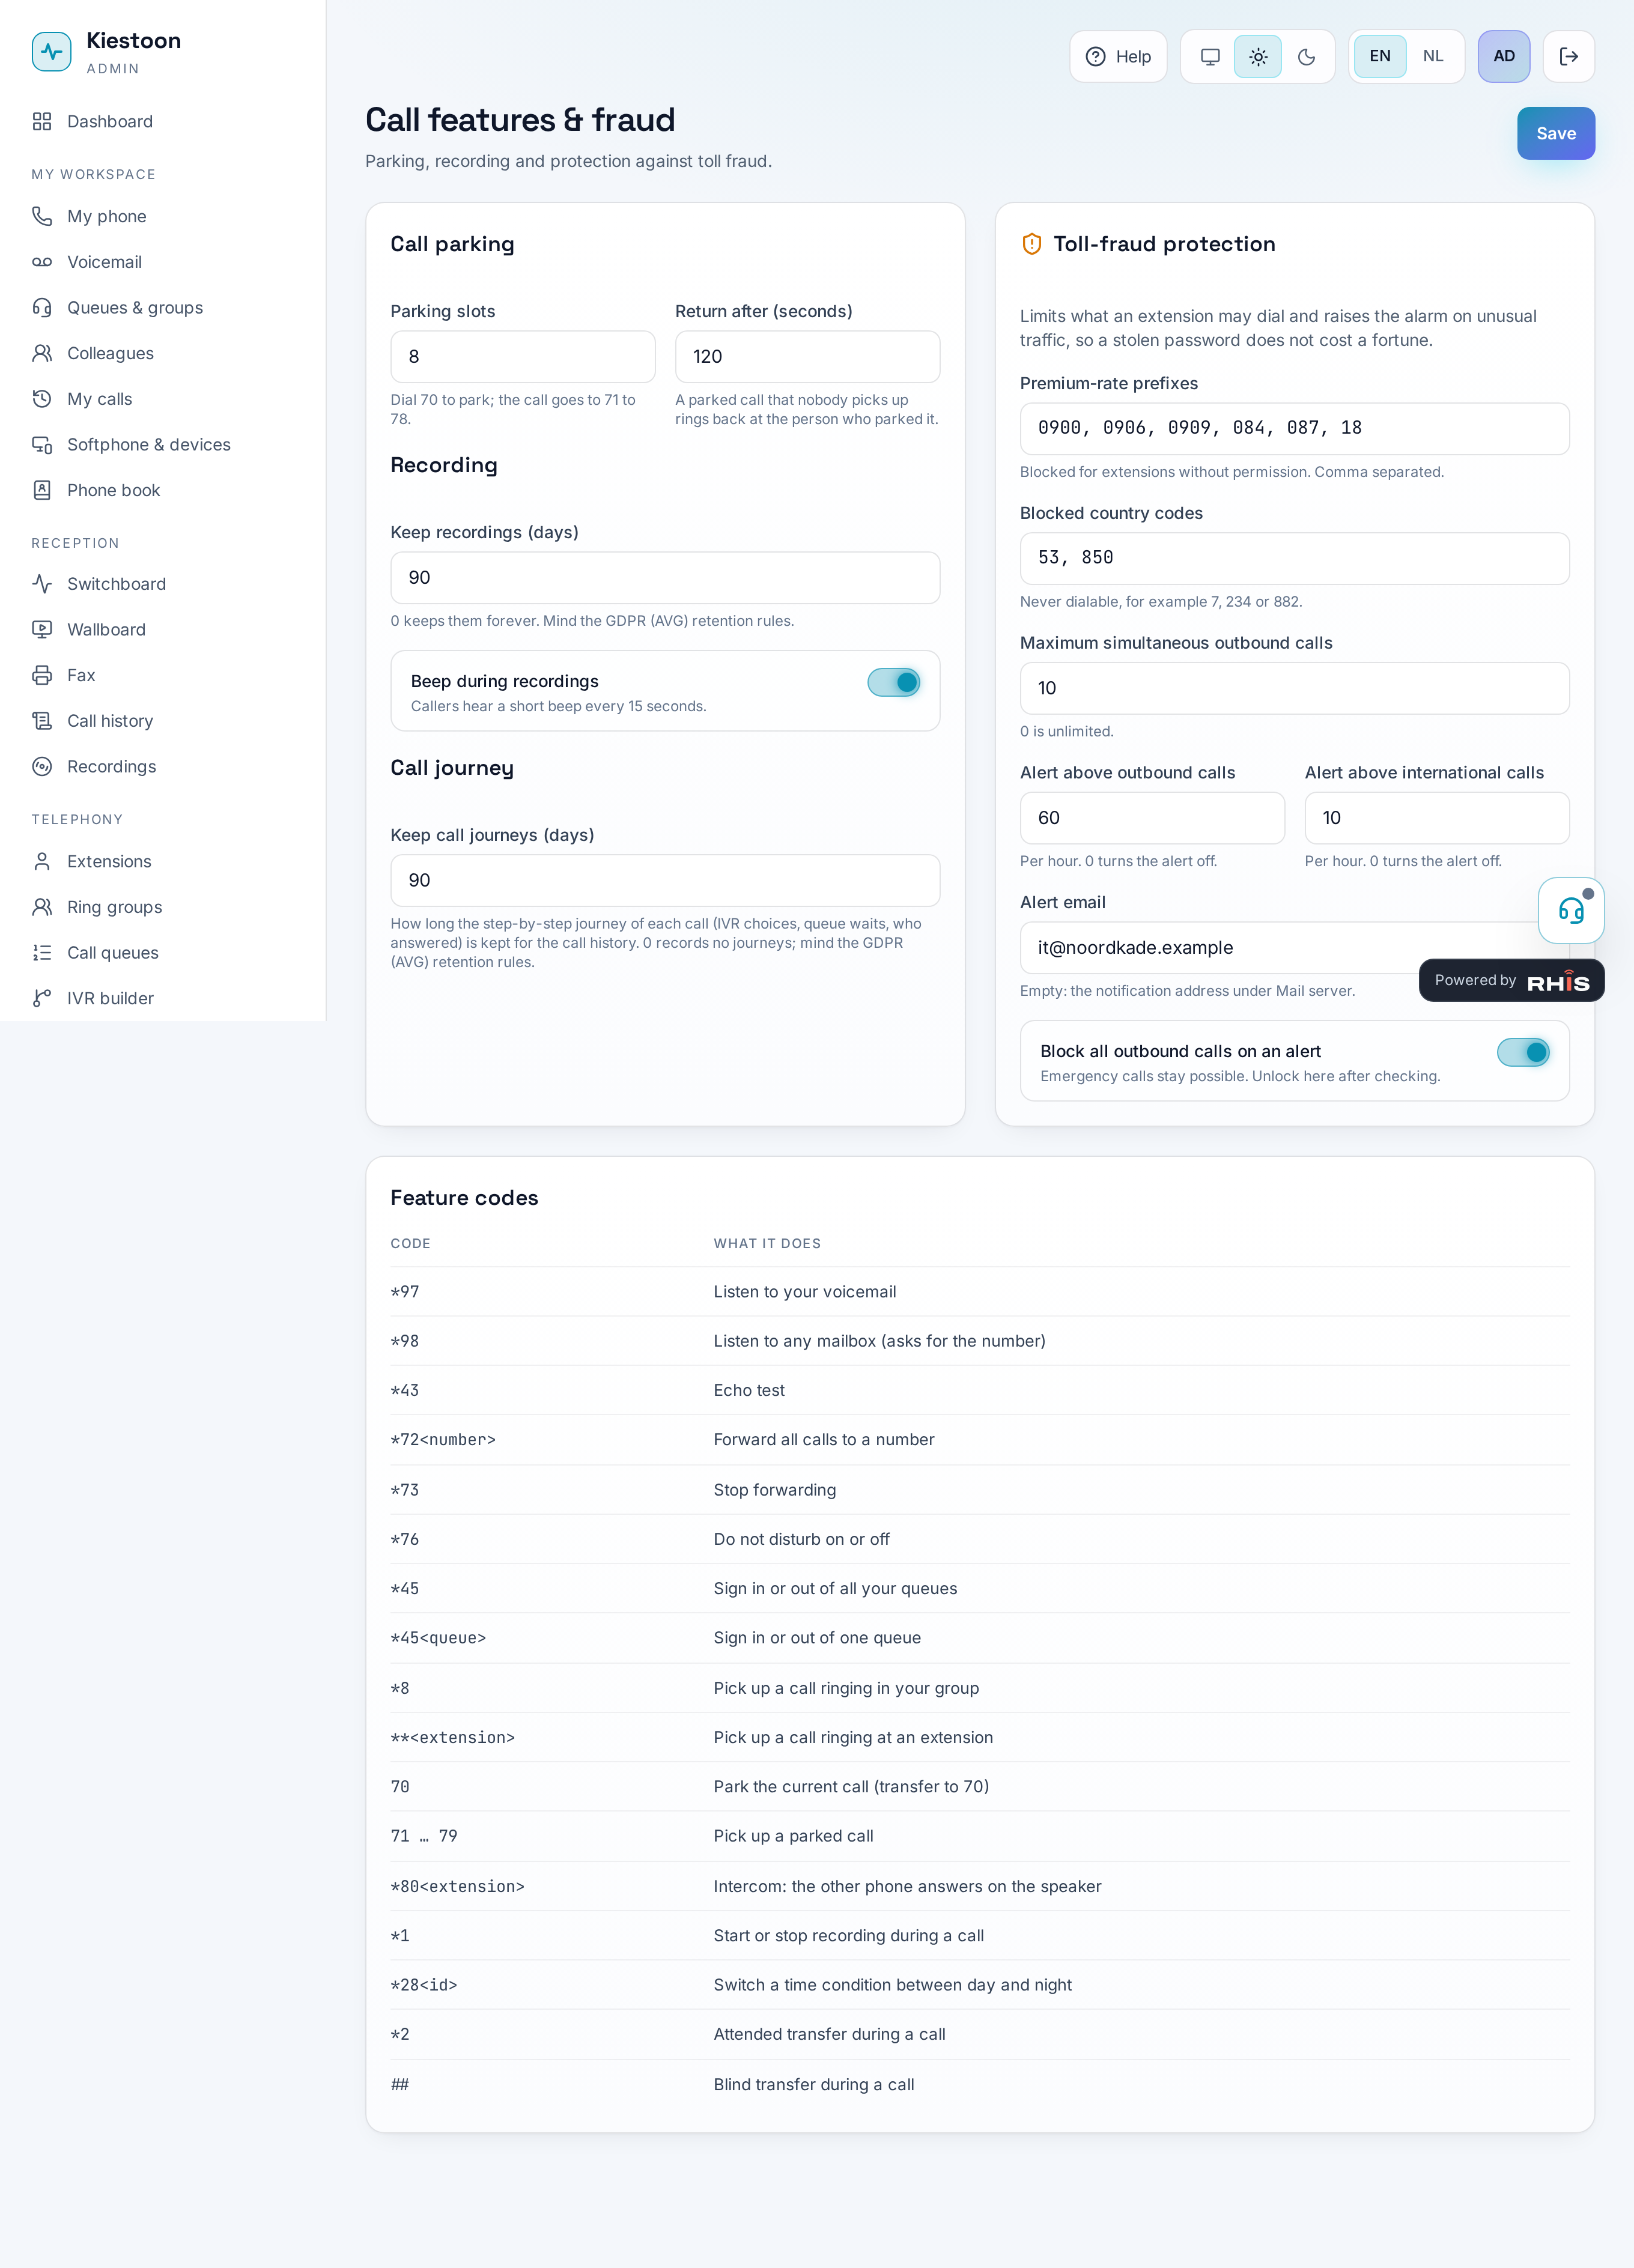 Kiestoon
ADMIN
Dashboard
MY WORKSPACE
My phone
Voicemail
Queues & groups
Colleagues
My calls
Softphone & devices
Phone book
RECEPTION
Switchboard
Wallboard
Fax
Call history
Recordings
TELEPHONY
Extensions
Ring groups
Call queues
IVR builder
Help
EN
NL
AD
Call features & fraud
Parking, recording and protection against toll fraud.
Save
Call parking
Parking slots
8
Dial 70 to park; the call goes to 71 to
78.
Return after (seconds)
120
A parked call that nobody picks up
rings back at the person who parked it.
Recording
Keep recordings (days)
90
0 keeps them forever. Mind the GDPR (AVG) retention rules.
Beep during recordings
Callers hear a short beep every 15 seconds.
Call journey
Keep call journeys (days)
90
How long the step-by-step journey of each call (IVR choices, queue waits, who
answered) is kept for the call history. 0 records no journeys; mind the GDPR
(AVG) retention rules.
Toll-fraud protection
Limits what an extension may dial and raises the alarm on unusual
traffic, so a stolen password does not cost a fortune.
Premium-rate prefixes
0900, 0906, 0909, 084, 087, 18
Blocked for extensions without permission. Comma separated.
Blocked country codes
53, 850
Never dialable, for example 7, 234 or 882.
Maximum simultaneous outbound calls
10
0 is unlimited.
Alert above outbound calls
60
Per hour. 0 turns the alert off.
Alert above international calls
10
Per hour. 0 turns the alert off.
Alert email
it@noordkade.example
Empty: the notification address under Mail server.
Powered by RHiS
Block all outbound calls on an alert
Emergency calls stay possible. Unlock here after checking.
Feature codes
CODE WHAT IT DOES
*97 Listen to your voicemail
*98 Listen to any mailbox (asks for the number)
*43 Echo test
*72<number> Forward all calls to a number
*73 Stop forwarding
*76 Do not disturb on or off
*45 Sign in or out of all your queues
*45<queue> Sign in or out of one queue
*8 Pick up a call ringing in your group
**<extension> Pick up a call ringing at an extension
70 Park the current call (transfer to 70)
71 … 79 Pick up a parked call
*80<extension> Intercom: the other phone answers on the speaker
*1 Start or stop recording during a call
*28<id> Switch a time condition between day and night
*2 Attended transfer during a call
## Blind transfer during a call